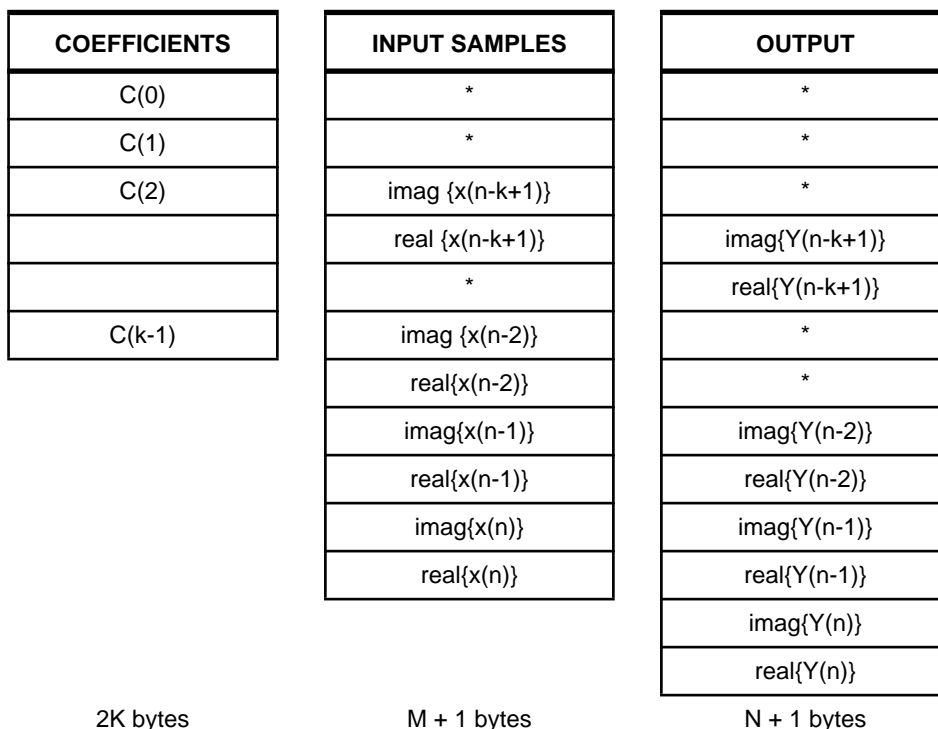 COEFFICIENTS
C(0)
C(1)
C(2)
C(k-1)
2K bytes
INPUT SAMPLES
*
*
imag {x(n-k+1)}
real {x(n-k+1)}
*
imag {x(n-2)}
real{x(n-2)}
imag{x(n-1)}
real{x(n-1)}
imag{x(n)}
real{x(n)}
M + 1 bytes
OUTPUT
*
*
*
imag{Y(n-k+1)}
real{Y(n-k+1)}
*
*
imag{Y(n-2)}
real{Y(n-2)}
imag{Y(n-1)}
real{Y(n-1)}
imag{Y(n)}
real{Y(n)}
N + 1 bytes